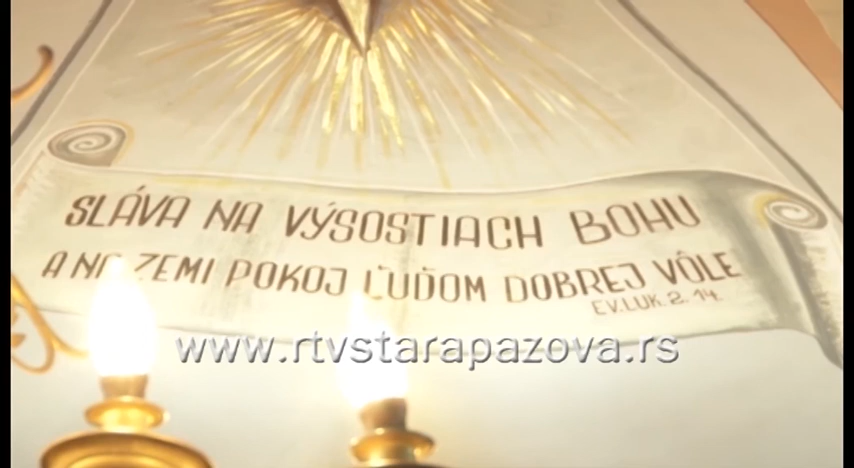 SLÁVA NA VÝSOSTIACH BOHU
A NA ZEMI POKOJ ĽUĎOM DOBREJ VÔLE
EV.LUK. 2. 14.
www.rtvstarapazova.rs